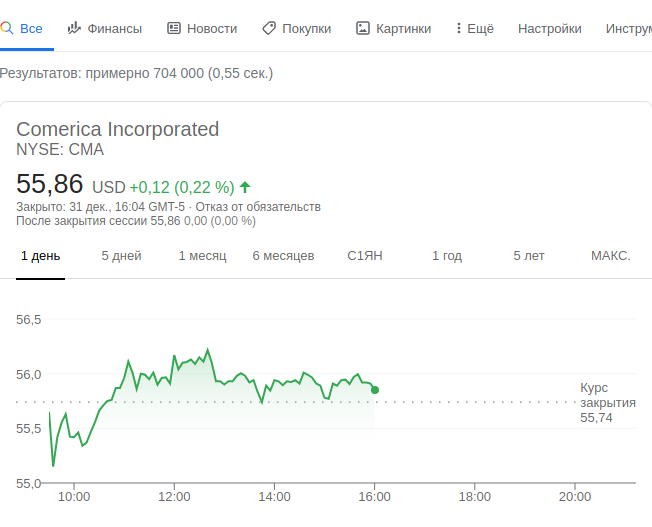 Все Финансы Новости Покупки Картинки Ещё Настройки Инструм
Результатов: примерно 704 000 (0,55 сек.)
Comerica Incorporated
NYSE: CMA
55,86 USD +0,12 (0,22 %)
Закрыто: 31 дек., 16:04 GMT-5 · Отказ от обязательств
После закрытия сессии 55,86 0,00 (0,00 %)
1 день 5 дней 1 месяц 6 месяцев С1ЯН 1 год 5 лет МАКС.
56,5
56,0
Курс
закрытия
55,74
55,5
55,0
10:00 12:00 14:00 16:00 18:00 20:00